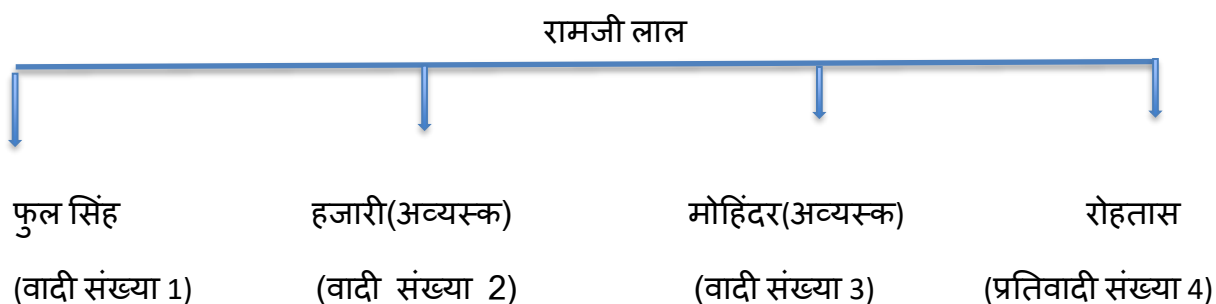 रामजी लाल
फुल सिंह हजारी(अव्यस्क) मोहिंदर(अव्यस्क) रोहतास
(वादी संख्या 1) (वादी संख्या 2) (वादी संख्या 3) (प्रतिवादी संख्या 4)